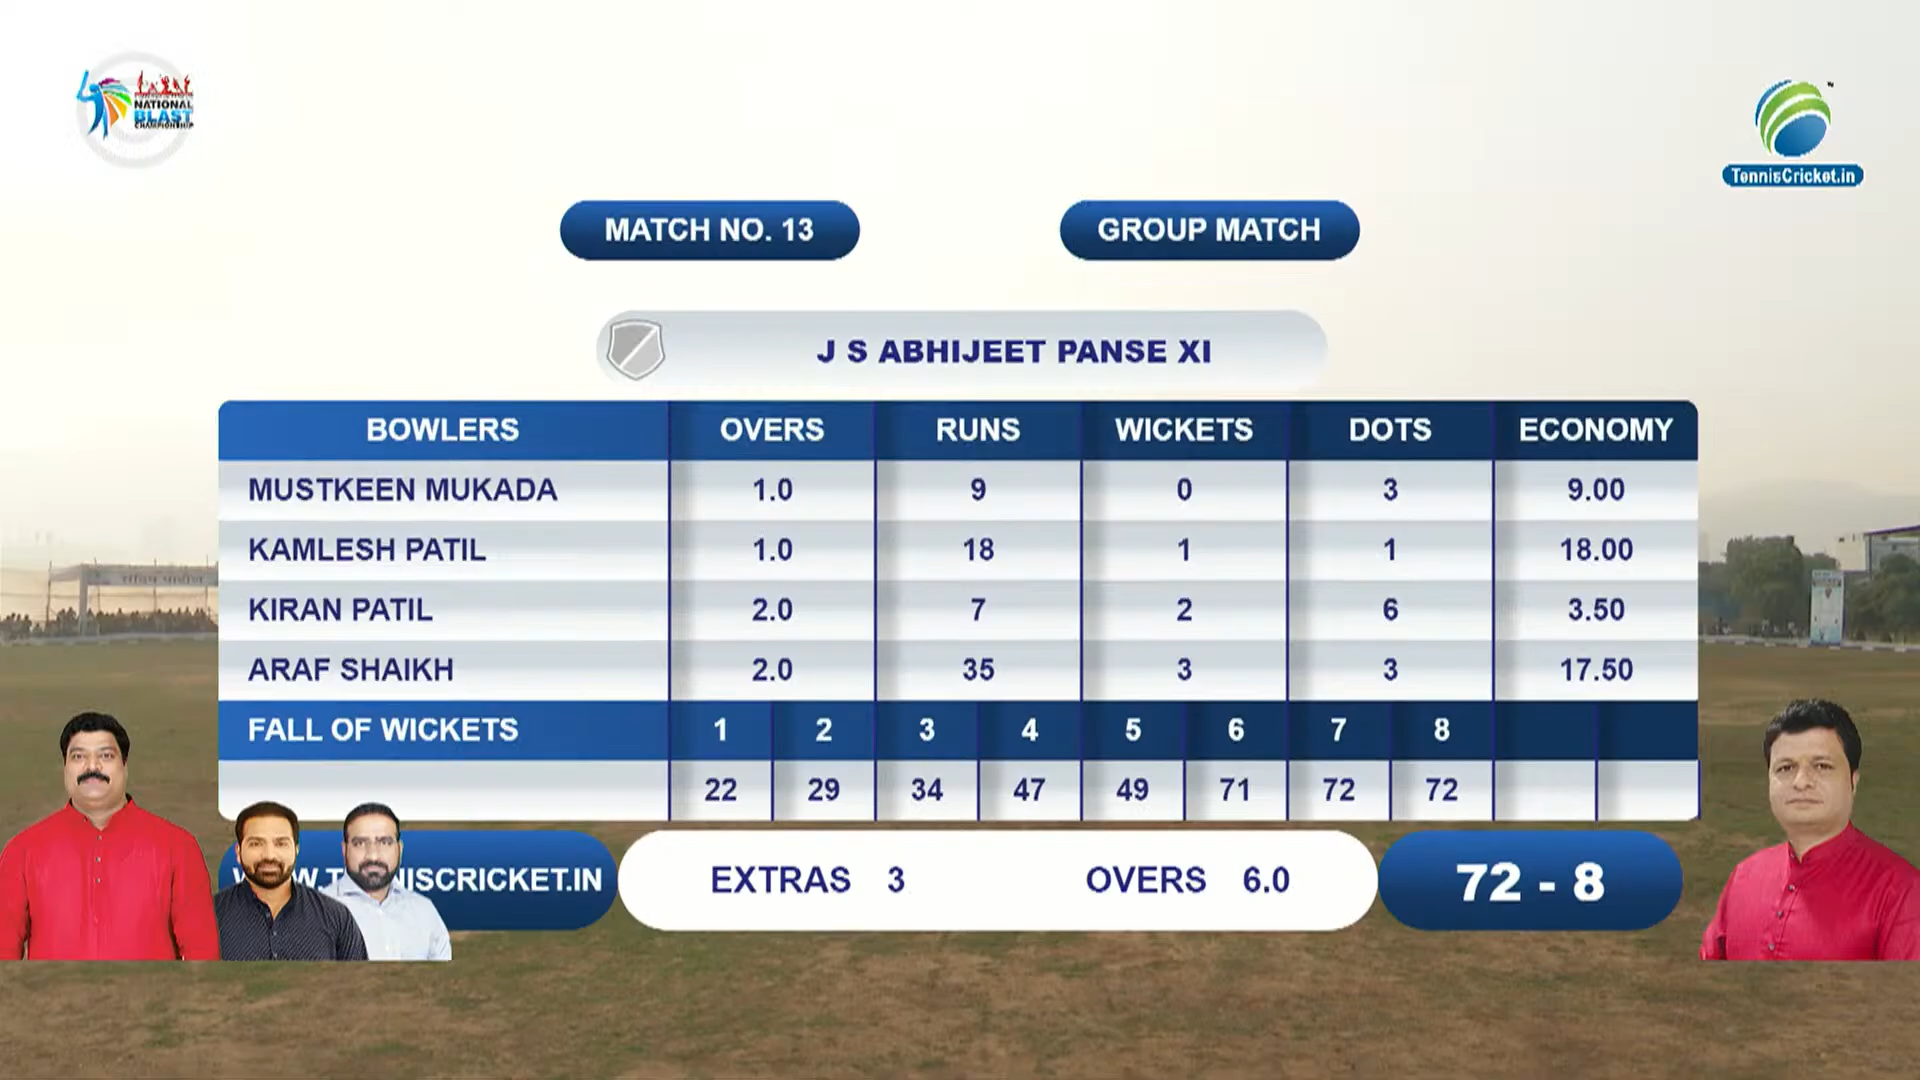 NATIONAL
BLAST
CHAMPIONSHIP
TennisCricket.in
MATCH NO. 13
GROUP MATCH
J S ABHIJEET PANSE XI
BOWLERS OVERS RUNS WICKETS DOTS ECONOMY
MUSTKEEN MUKADA 1.0 9 0 3 9.00
KAMLESH PATIL 1.0 18 1 1 18.00
KIRAN PATIL 2.0 7 2 6 3.50
ARAF SHAIKH 2.0 35 3 3 17.50
FALL OF WICKETS 1 2 3 4 5 6 7 8
22 29 34 47 49 71 72 72
EXTRAS 3 OVERS 6.0 72 - 8